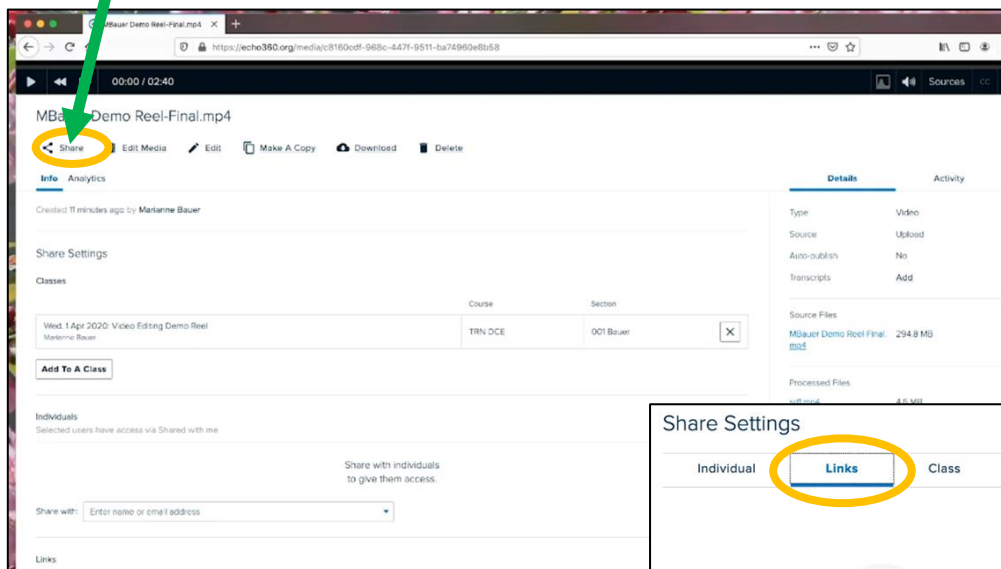 MBauer Demo Reel-Final.mp4
https://echo360.org/media/c8160cdf-968c-447f-9511-ba74960e8b58
00:00 / 02:40
Sources CC
Demo Reel-Final.mp4
Share Edit Media Edit Make A Copy Download Delete
Info Analytics
Details Activity
Created 11 minutes ago by Marianne Bauer
Type Video
Source Upload
Auto-publish No
Transcripts Add
Share Settings
Classes
Course Section
Wed. 1 Apr 2020: Video Editing Demo Reel
Marianne Bauer
TRN DCE 001 Bauer
Add To A Class
Source Files
MBauer Demo Reel-Final.mp4 294.8 MB
Processed Files
Individuals
Selected users have access via Shared with me
Share with individuals
to give them access.
Share with: Enter name or email address
Links
Share Settings
Individual Links Class